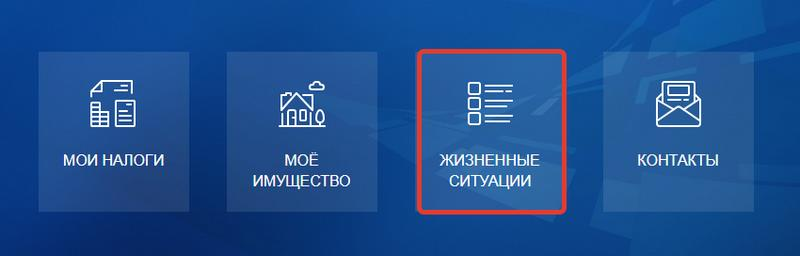 МОИ НАЛОГИ
МОЁ
ИМУЩЕСТВО
ЖИЗНЕННЫЕ
СИТУАЦИИ
КОНТАКТЫ